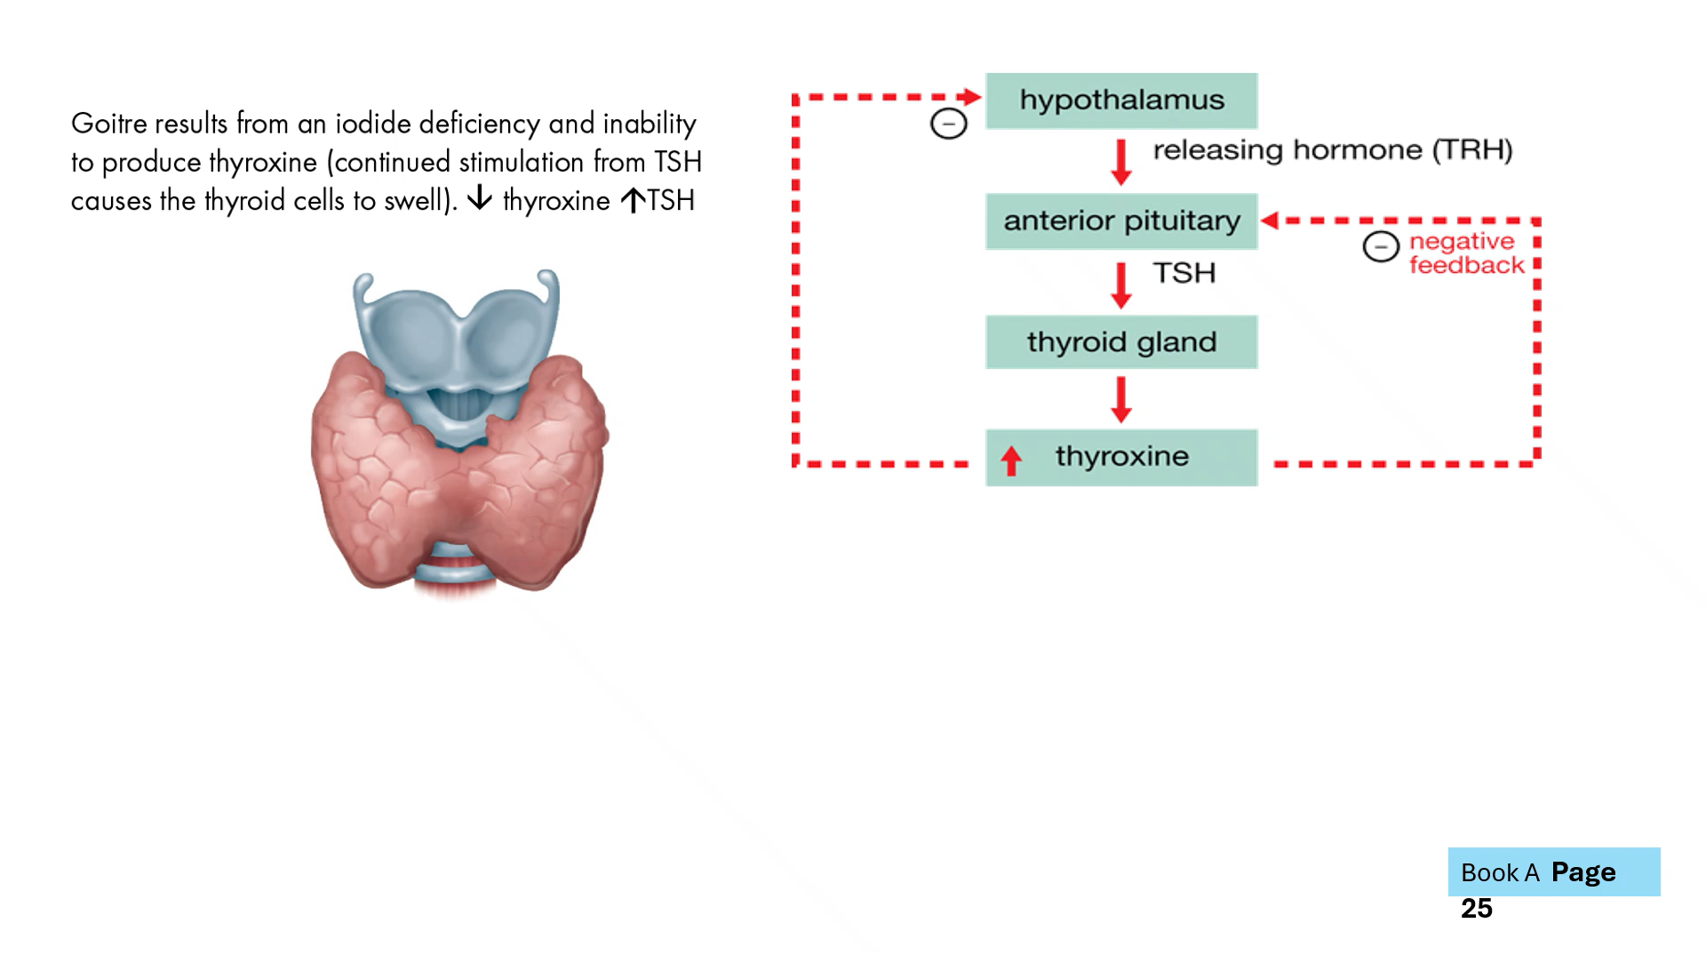 Goitre results from an iodide deficiency and inability
to produce thyroxine (continued stimulation from TSH
causes the thyroid cells to swell). ↓ thyroxine ↑TSH
hypothalamus
−
releasing hormone (TRH)
anterior pituitary
− negative
feedback
TSH
thyroid gland
↑ thyroxine
Book A Page
25